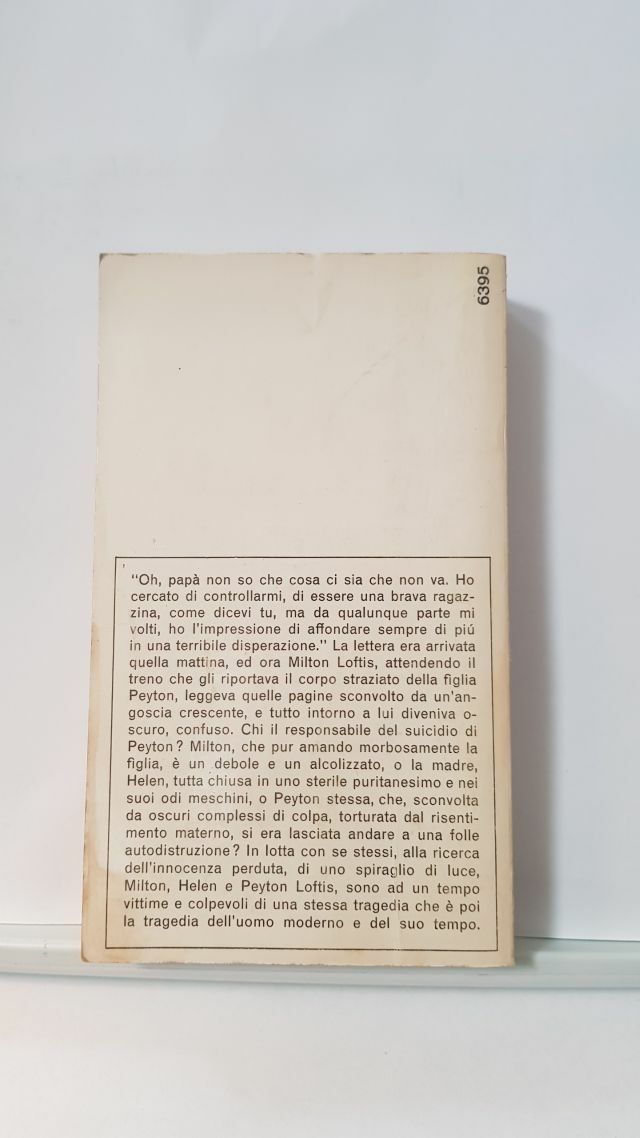 6395
"Oh, papà non so che cosa ci sia che non va. Ho
cercato di controllarmi, di essere una brava ragaz-
zina, come dicevi tu, ma da qualunque parte mi
volti, ho l'impressione di affondare sempre di piú
in una terribile disperazione." La lettera era arrivata
quella mattina, ed ora Milton Loftis, attendendo il
treno che gli riportava il corpo straziato della figlia
Peyton, leggeva quelle pagine sconvolto da un'an-
goscia crescente, e tutto intorno a lui diveniva o-
scuro, confuso. Chi il responsabile del suicidio di
Peyton? Milton, che pur amando morbosamente la
figlia, è un debole e un alcolizzato, o la madre,
Helen, tutta chiusa in uno sterile puritanesimo e nei
suoi odi meschini, o Peyton stessa, che, sconvolta
da oscuri complessi di colpa, torturata dal risenti-
mento materno, si era lasciata andare a una folle
autodistruzione? In lotta con se stessi, alla ricerca
dell'innocenza perduta, di uno spiraglio di luce,
Milton, Helen e Peyton Loftis, sono ad un tempo
vittime e colpevoli di una stessa tragedia che è poi
la tragedia dell'uomo moderno e del suo tempo.